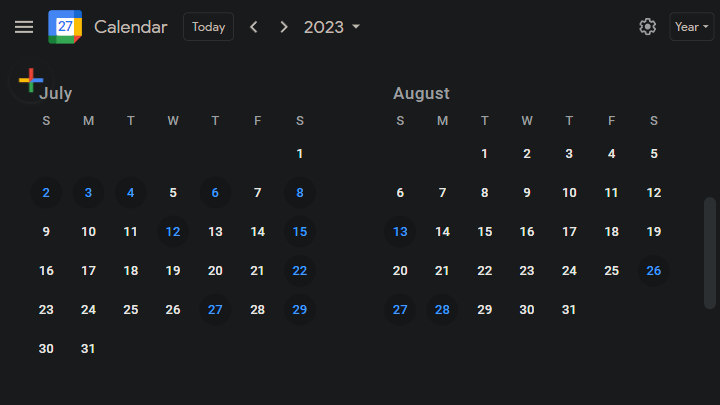 27 Calendar Today 2023 Year
July August
S M T W T F S S M T W T F S
1 1 2 3 4 5
2 3 4 5 6 7 8 6 7 8 9 10 11 12
9 10 11 12 13 14 15 13 14 15 16 17 18 19
16 17 18 19 20 21 22 20 21 22 23 24 25 26
23 24 25 26 27 28 29 27 28 29 30 31
30 31